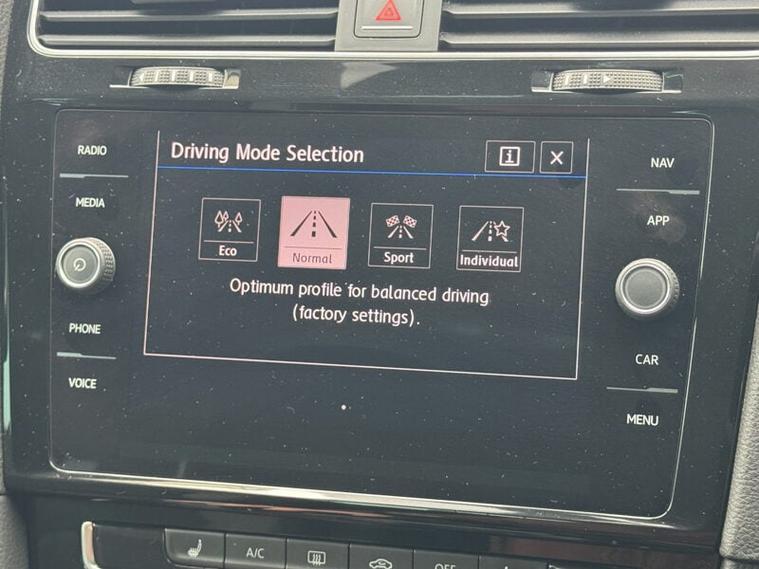 RADIO
MEDIA
PHONE
VOICE
Driving Mode Selection
i
Eco
Normal
Sport
Individual
Optimum profile for balanced driving
(factory settings).
NAV
APP
CAR
MENU
A/C
OFF